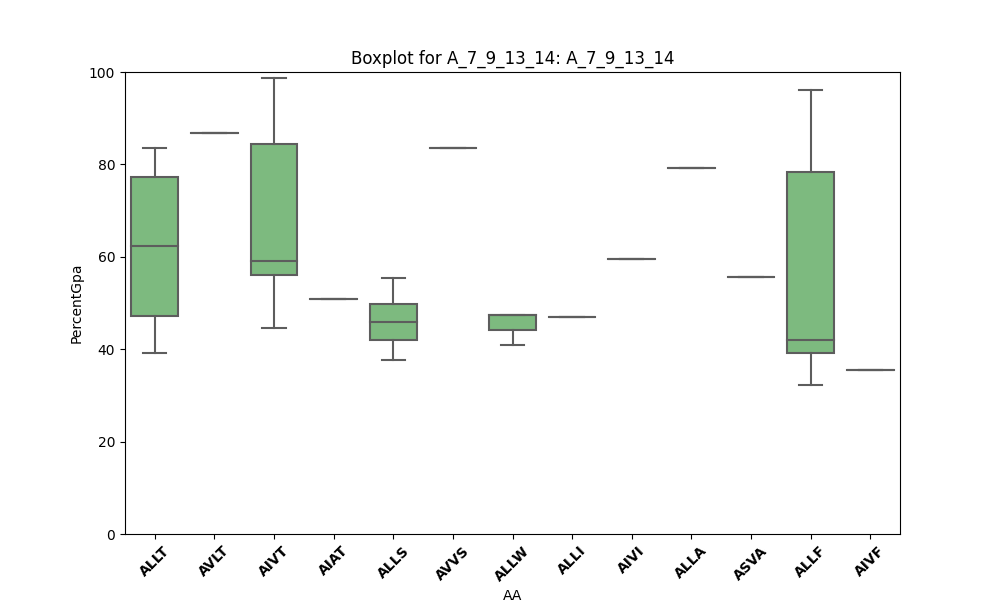 Boxplot for A_7_9_13_14: A_7_9_13_14
100
80
60
40
20
0
PercentGpa
ALLT AVLT AIVT AIAT ALLS AVVS ALLW ALLI AIVI ALLA ASVA ALLF AIVF
AA